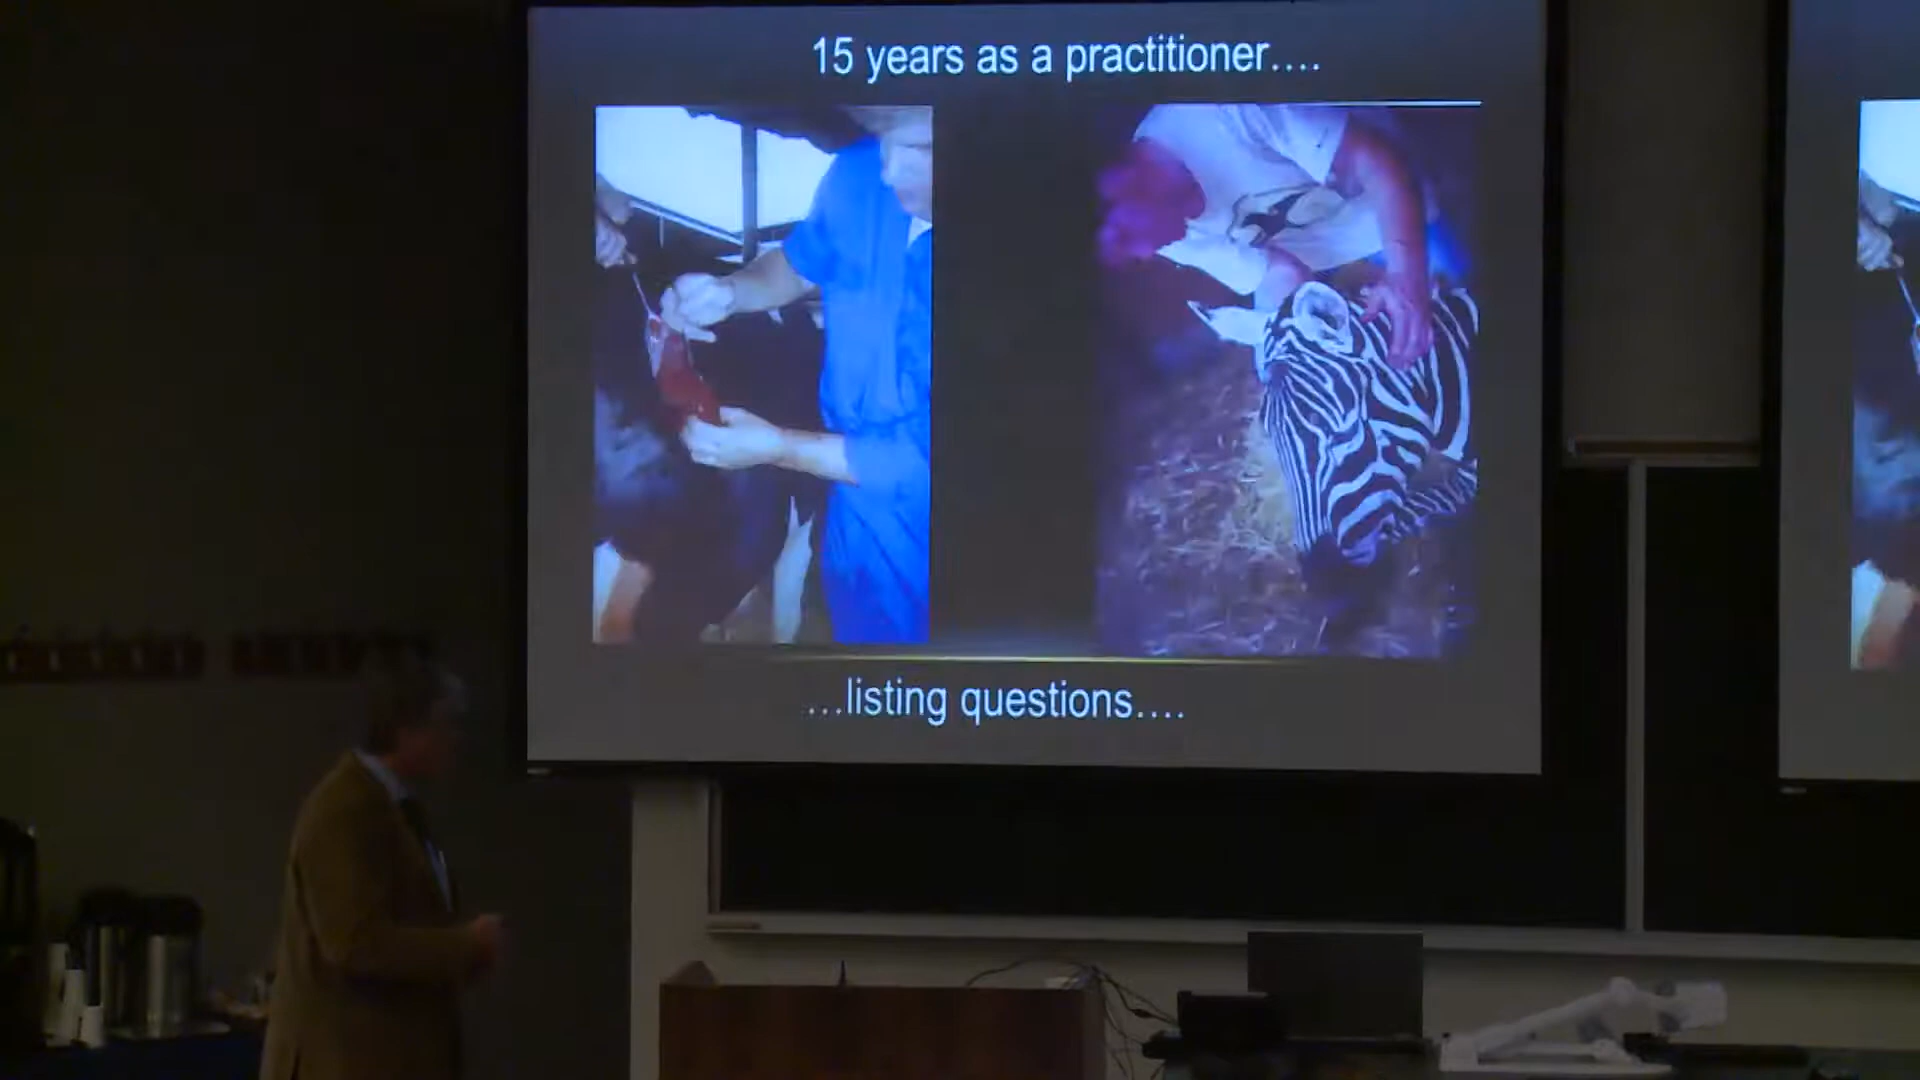 15 years as a practitioner....
...listing questions....